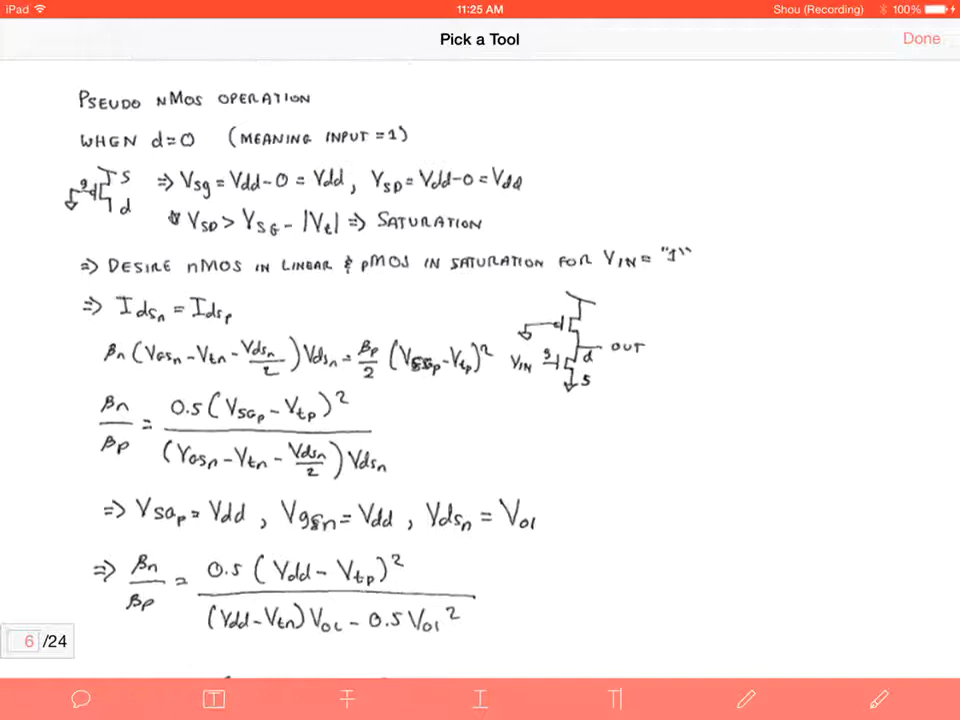 iPad 11:25 AM Shou (Recording) 100%
Pick a Tool Done
PSEUDO nMOS OPERATION
WHEN d=0 (MEANING INPUT = 1)
g s d
⇒ Vsg = Vdd-0 = Vdd, VSD = Vdd-0 = Vdd
VSD > VSG - |Vt| ⇒ SATURATION
⇒ DESIRE nMOS IN LINEAR & pMOS IN SATURATION FOR VIN = "1"
⇒ Idsn = Idsp
βn (VGSn - Vtn - Vdsn/2) Vdsn = βp/2 (VSGp - Vtp)²
VIN g d OUT s
βn/βp = 0.5 (VSGp - Vtp)² / (VGSn - Vtn - Vdsn/2) Vdsn
⇒ VSGp = Vdd, Vgsn = Vdd, Vdsn = Vol
⇒ βn/βp = 0.5 (Vdd - Vtp)² / (Vdd - Vtn) VOL - 0.5 Vol²
6 /24